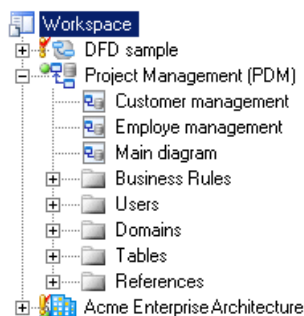 Workspace
DFD sample
Project Management (PDM)
Customer management
Employe management
Main diagram
Business Rules
Users
Domains
Tables
References
Acme Enterprise Architecture